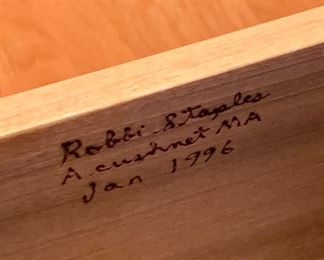 Robbi Staples
Acushnet MA
Jan 1996